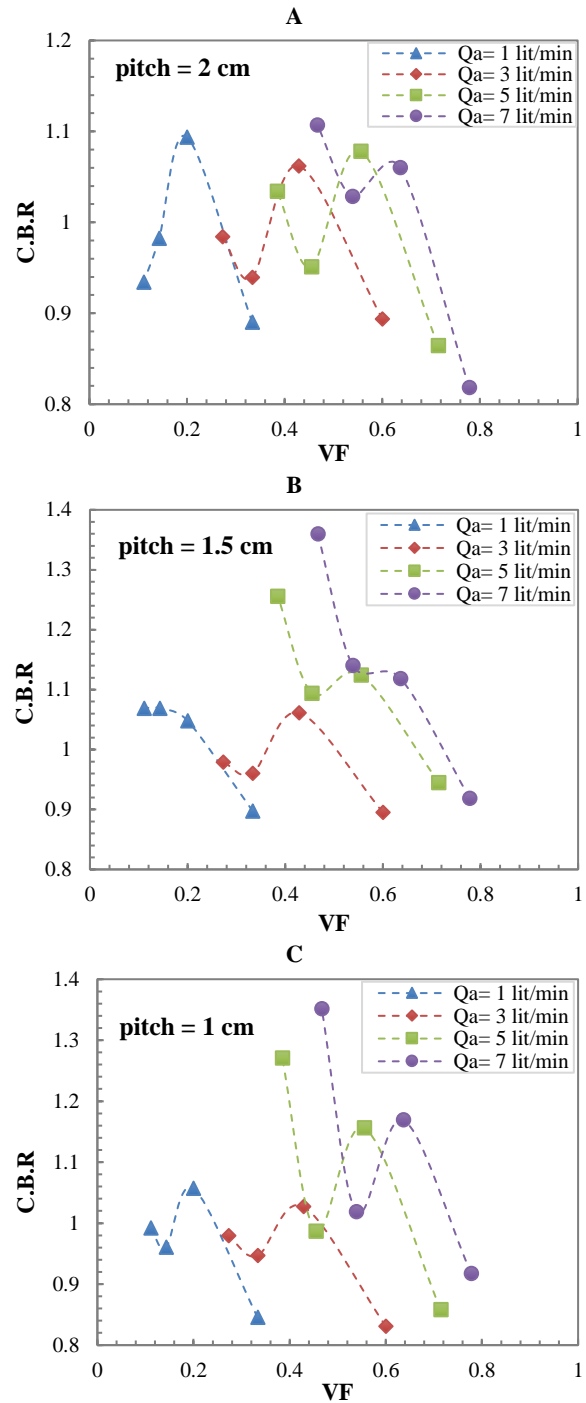 A
pitch = 2 cm
Qa= 1 lit/min
Qa= 3 lit/min
Qa= 5 lit/min
Qa= 7 lit/min
C.B.R
1.2
1.1
1
0.9
0.8
0 0.2 0.4 0.6 0.8 1
VF
B
pitch = 1.5 cm
Qa= 1 lit/min
Qa= 3 lit/min
Qa= 5 lit/min
Qa= 7 lit/min
C.B.R
1.4
1.3
1.2
1.1
1
0.9
0.8
0 0.2 0.4 0.6 0.8 1
VF
C
pitch = 1 cm
Qa= 1 lit/min
Qa= 3 lit/min
Qa= 5 lit/min
Qa= 7 lit/min
C.B.R
1.4
1.3
1.2
1.1
1
0.9
0.8
0 0.2 0.4 0.6 0.8 1
VF